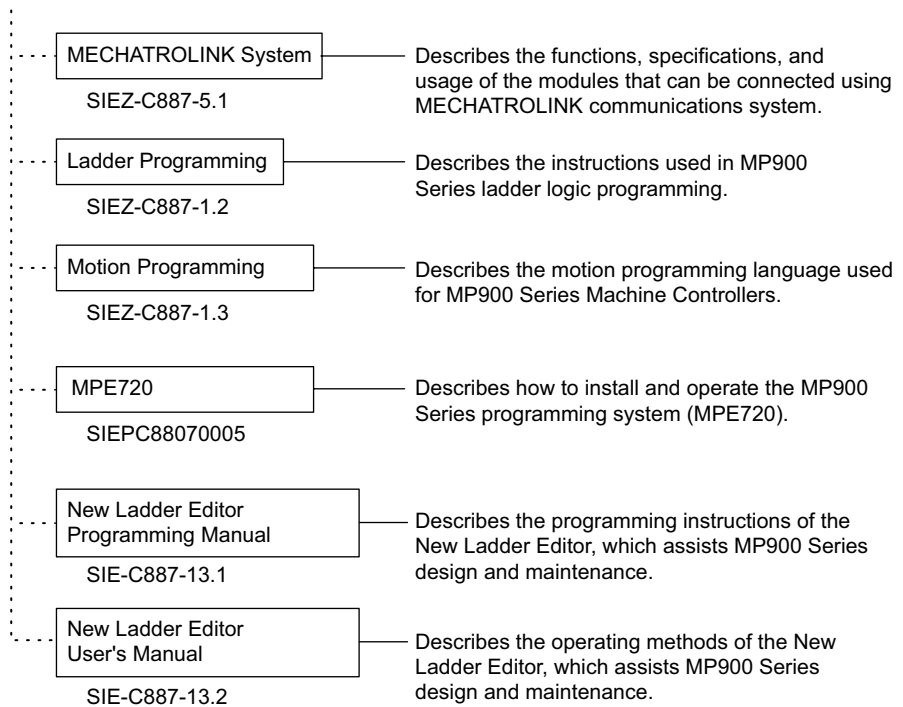 MECHATROLINK System
Describes the functions, specifications, and
usage of the modules that can be connected using
MECHATROLINK communications system.
SIEZ-C887-5.1
Ladder Programming
Describes the instructions used in MP900
Series ladder logic programming.
SIEZ-C887-1.2
Motion Programming
Describes the motion programming language used
for MP900 Series Machine Controllers.
SIEZ-C887-1.3
MPE720
Describes how to install and operate the MP900
Series programming system (MPE720).
SIEPC88070005
New Ladder Editor
Programming Manual
Describes the programming instructions of the
New Ladder Editor, which assists MP900 Series
design and maintenance.
SIE-C887-13.1
New Ladder Editor
User's Manual
Describes the operating methods of the New
Ladder Editor, which assists MP900 Series
design and maintenance.
SIE-C887-13.2